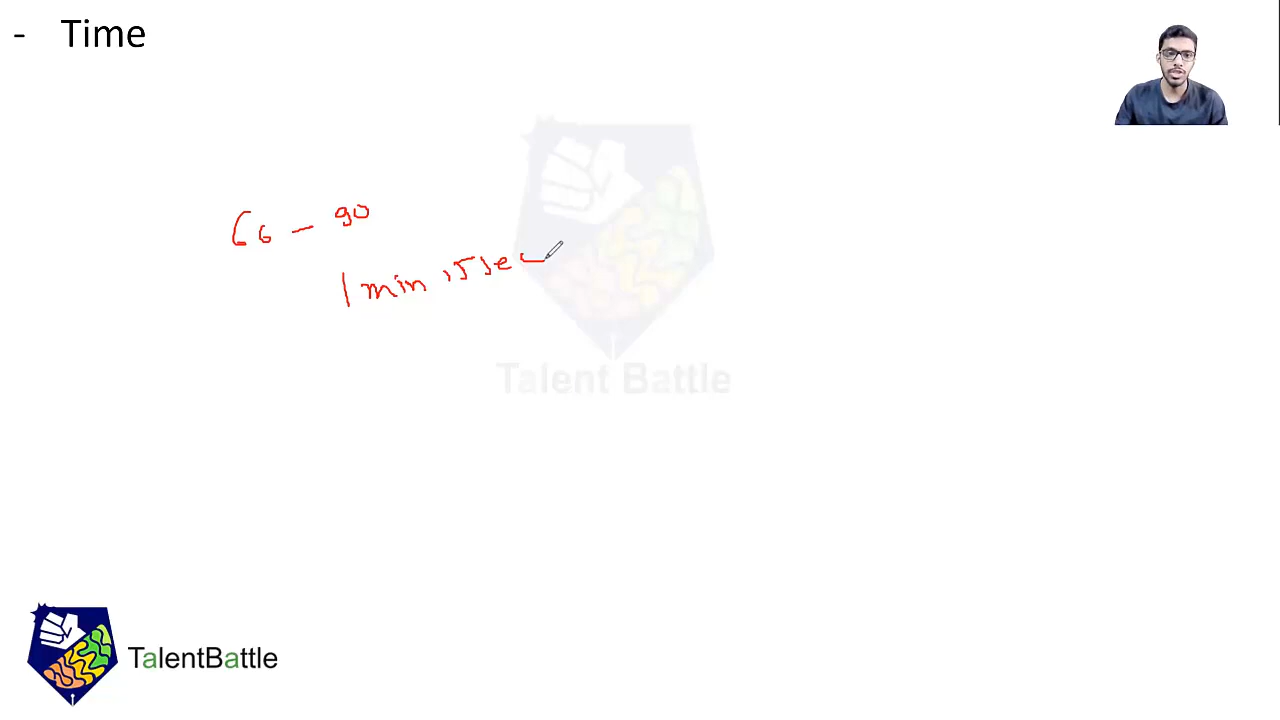 - Time
66 - 90
1 min 15 sec
Talent Battle
TalentBattle